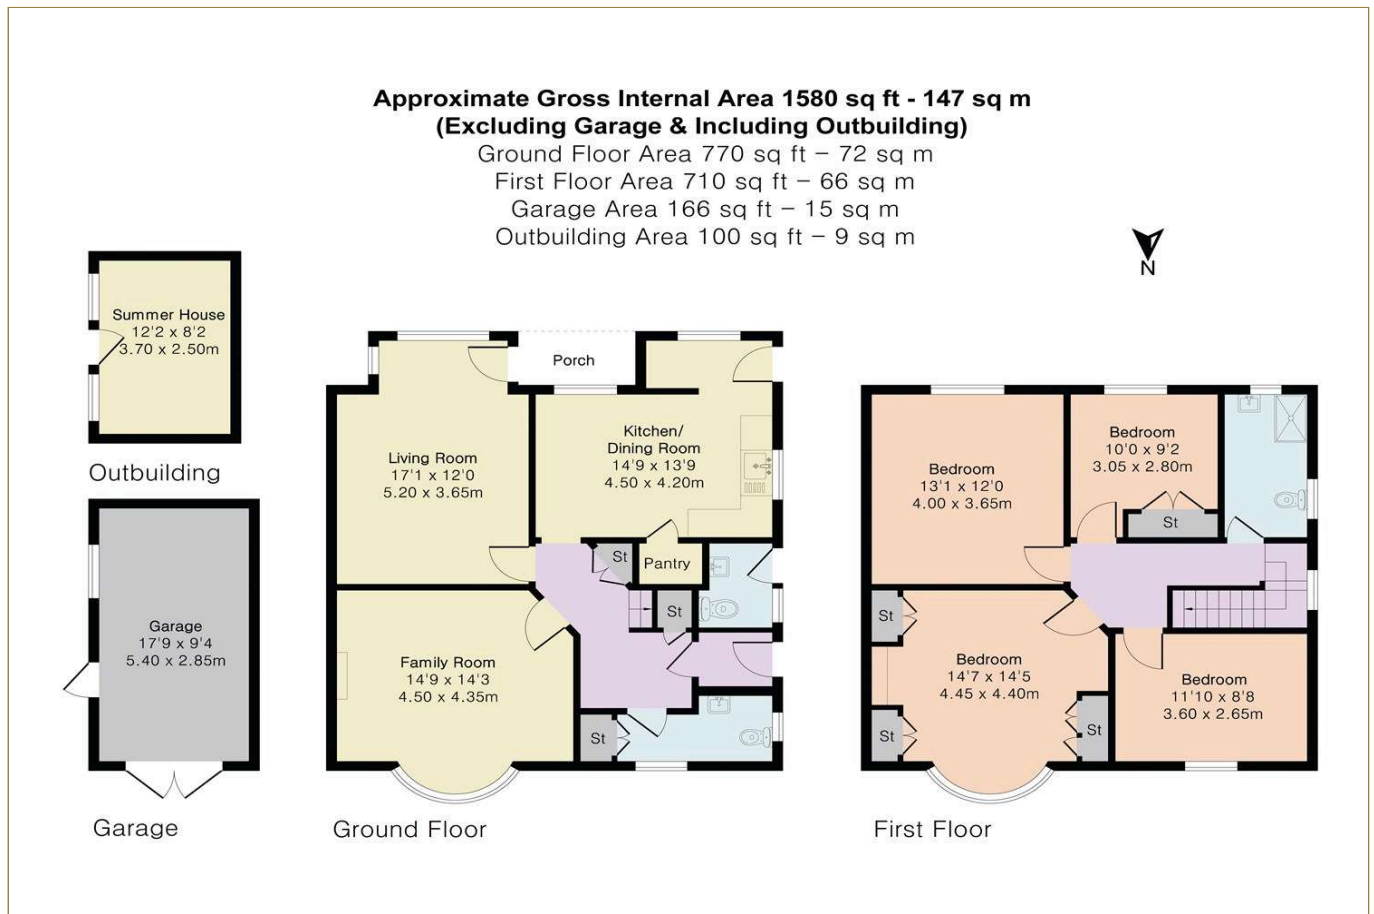 Approximate Gross Internal Area 1580 sq ft - 147 sq m
(Excluding Garage & Including Outbuilding)
Ground Floor Area 770 sq ft – 72 sq m
First Floor Area 710 sq ft – 66 sq m
Garage Area 166 sq ft – 15 sq m
Outbuilding Area 100 sq ft – 9 sq m
N
Summer House
12'2 x 8'2
3.70 x 2.50m
Outbuilding
Garage
17'9 x 9'4
5.40 x 2.85m
Garage
Porch
Living Room
17'1 x 12'0
5.20 x 3.65m
Kitchen/
Dining Room
14'9 x 13'9
4.50 x 4.20m
St
Pantry
St
Family Room
14'9 x 14'3
4.50 x 4.35m
St
Ground Floor
Bedroom
13'1 x 12'0
4.00 x 3.65m
Bedroom
10'0 x 9'2
3.05 x 2.80m
St
St
Bedroom
14'7 x 14'5
4.45 x 4.40m
St
St
Bedroom
11'10 x 8'8
3.60 x 2.65m
First Floor